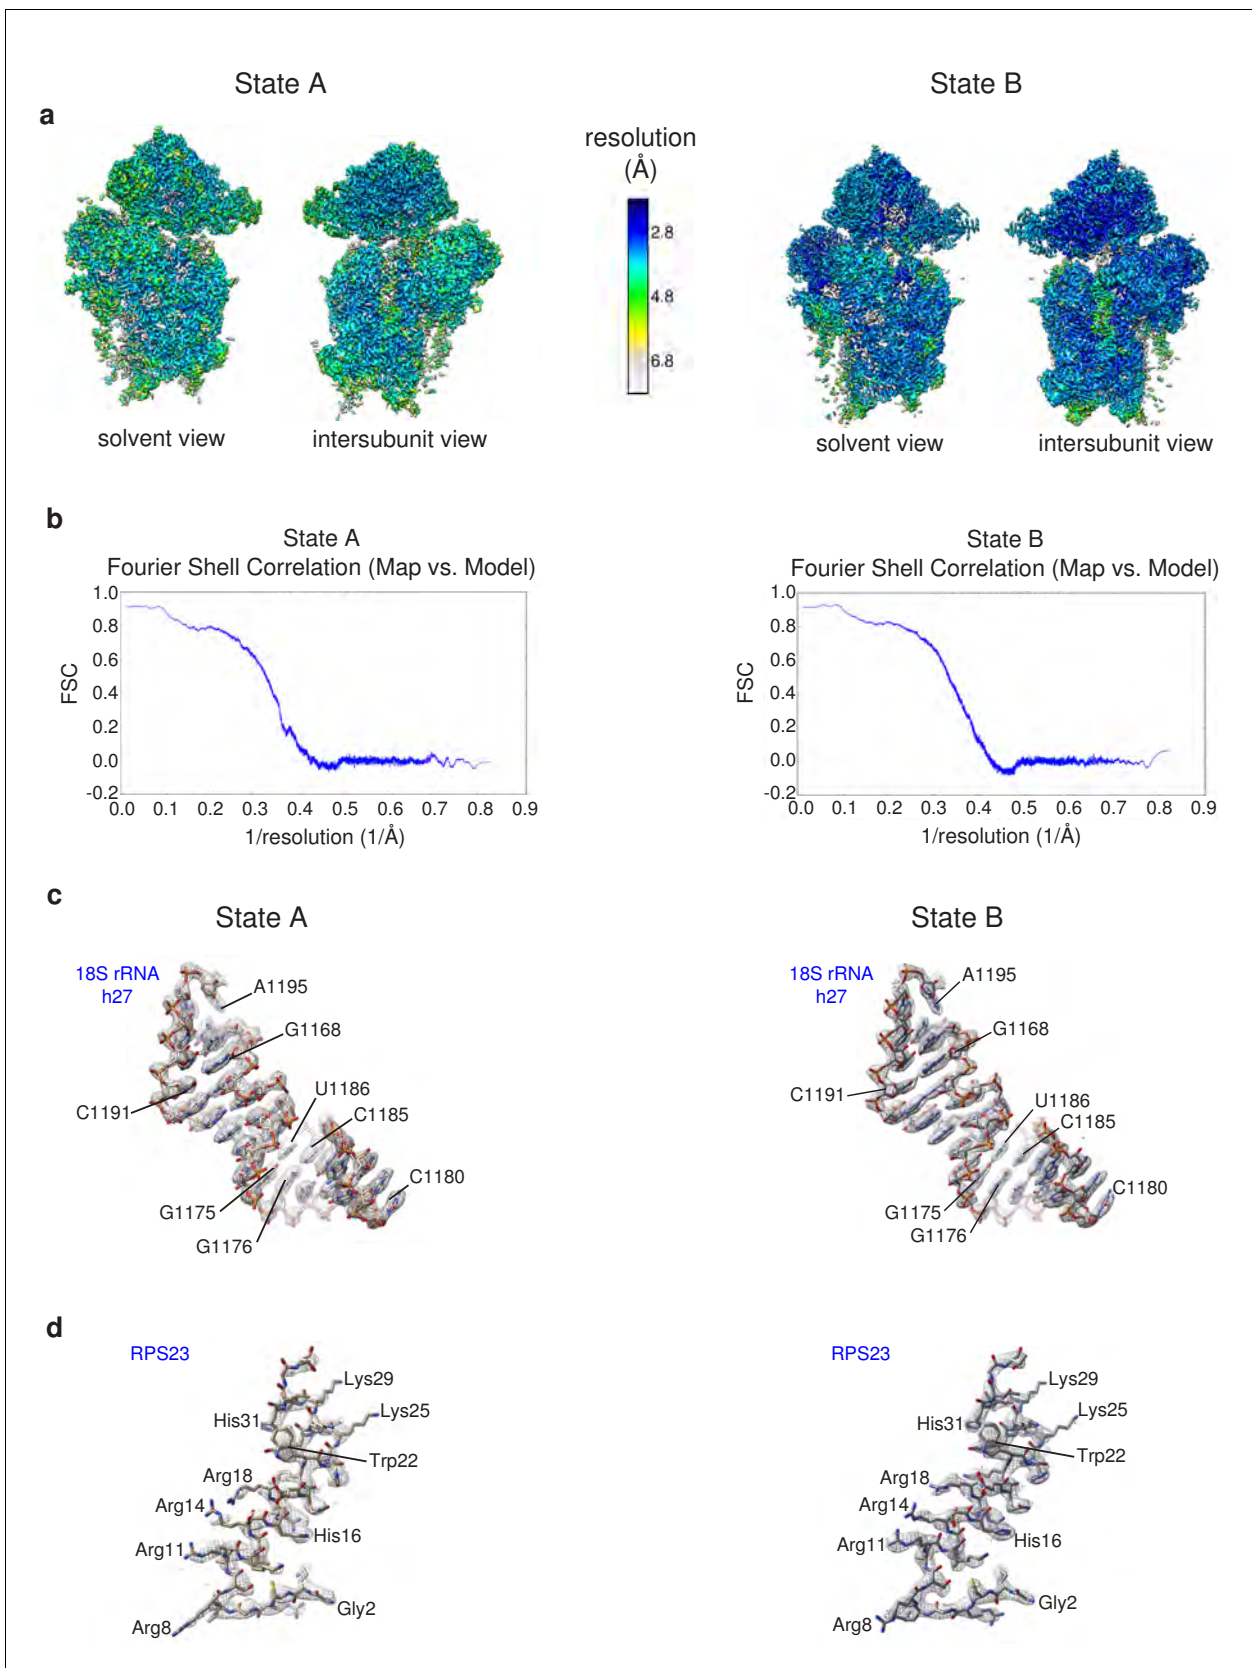 State A
State B
a
resolution
(Å)
2.8
4.8
6.8
solvent view
intersubunit view
solvent view
intersubunit view
b
State A
Fourier Shell Correlation (Map vs. Model)
1.0
0.8
0.6
0.4
0.2
0.0
-0.2
FSC
0.0 0.1 0.2 0.3 0.4 0.5 0.6 0.7 0.8 0.9
1/resolution (1/Å)
State B
Fourier Shell Correlation (Map vs. Model)
1.0
0.8
0.6
0.4
0.2
0.0
-0.2
FSC
0.0 0.1 0.2 0.3 0.4 0.5 0.6 0.7 0.8 0.9
1/resolution (1/Å)
c
State A
18S rRNA
h27
A1195
G1168
U1186
C1185
C1191
C1180
G1175
G1176
State B
18S rRNA
h27
A1195
G1168
C1191
U1186
C1185
C1180
G1175
G1176
d
RPS23
Lys29
His31
Lys25
Trp22
Arg18
Arg14
His16
Arg11
Gly2
Arg8
RPS23
Lys29
His31
Lys25
Trp22
Arg18
Arg14
His16
Arg11
Gly2
Arg8